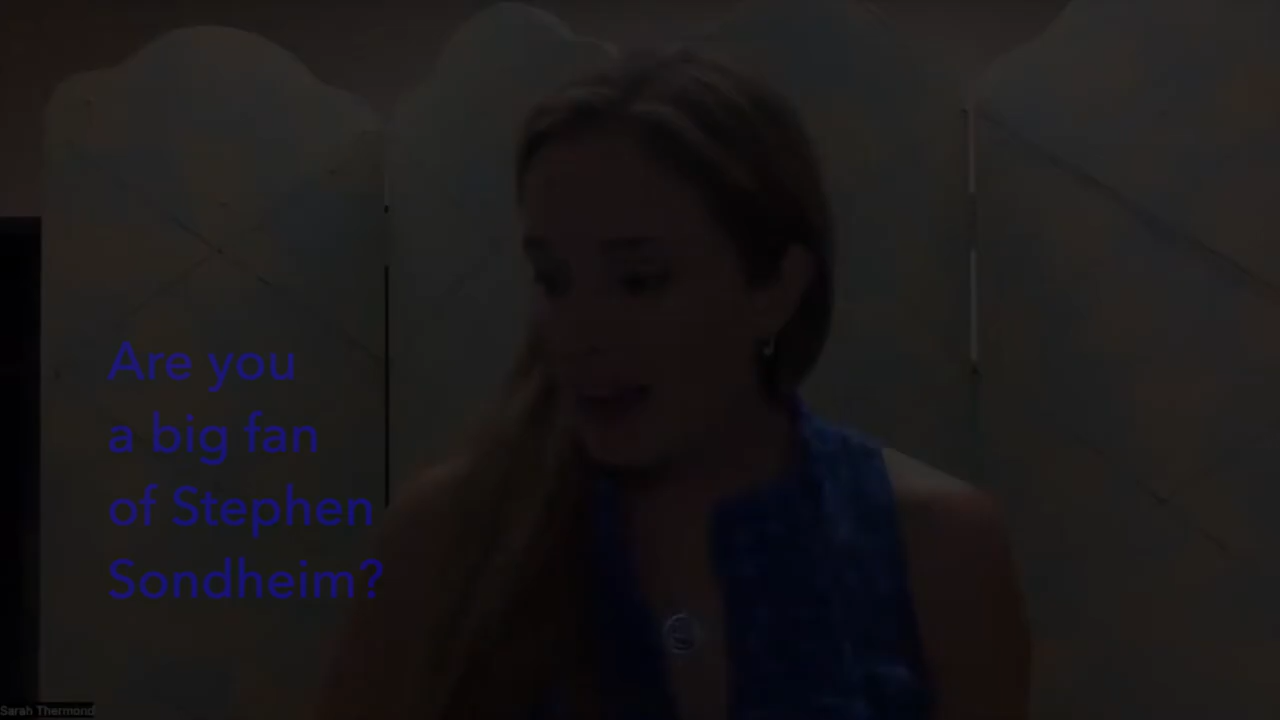 Are you
a big fan
of Stephen
Sondheim?
Sarah Thermond